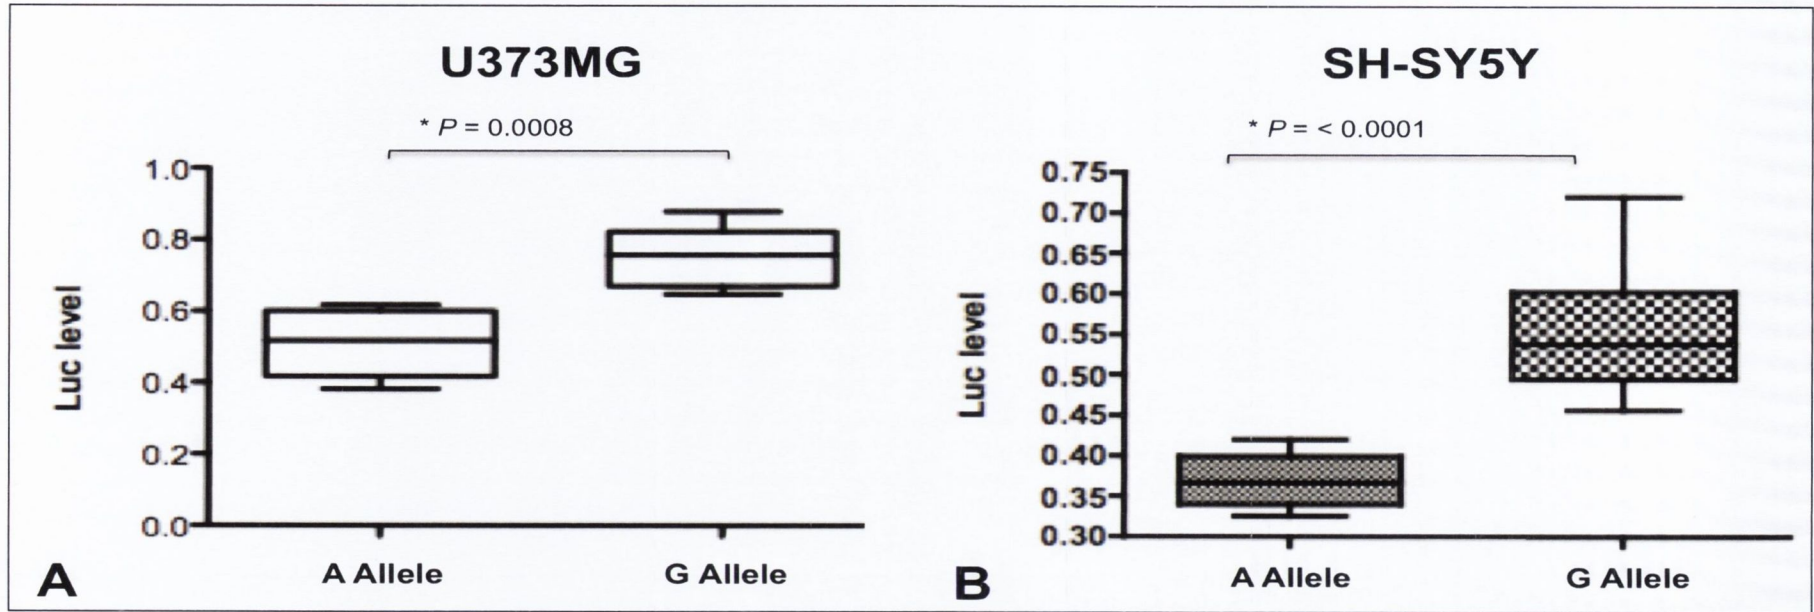 U373MG
* P = 0.0008
1.0
0.8
0.6
0.4
0.2
0.0
Luc level
A Allele G Allele
A
SH-SY5Y
* P = < 0.0001
0.75
0.70
0.65
0.60
0.55
0.50
0.45
0.40
0.35
0.30
Luc level
A Allele G Allele
B